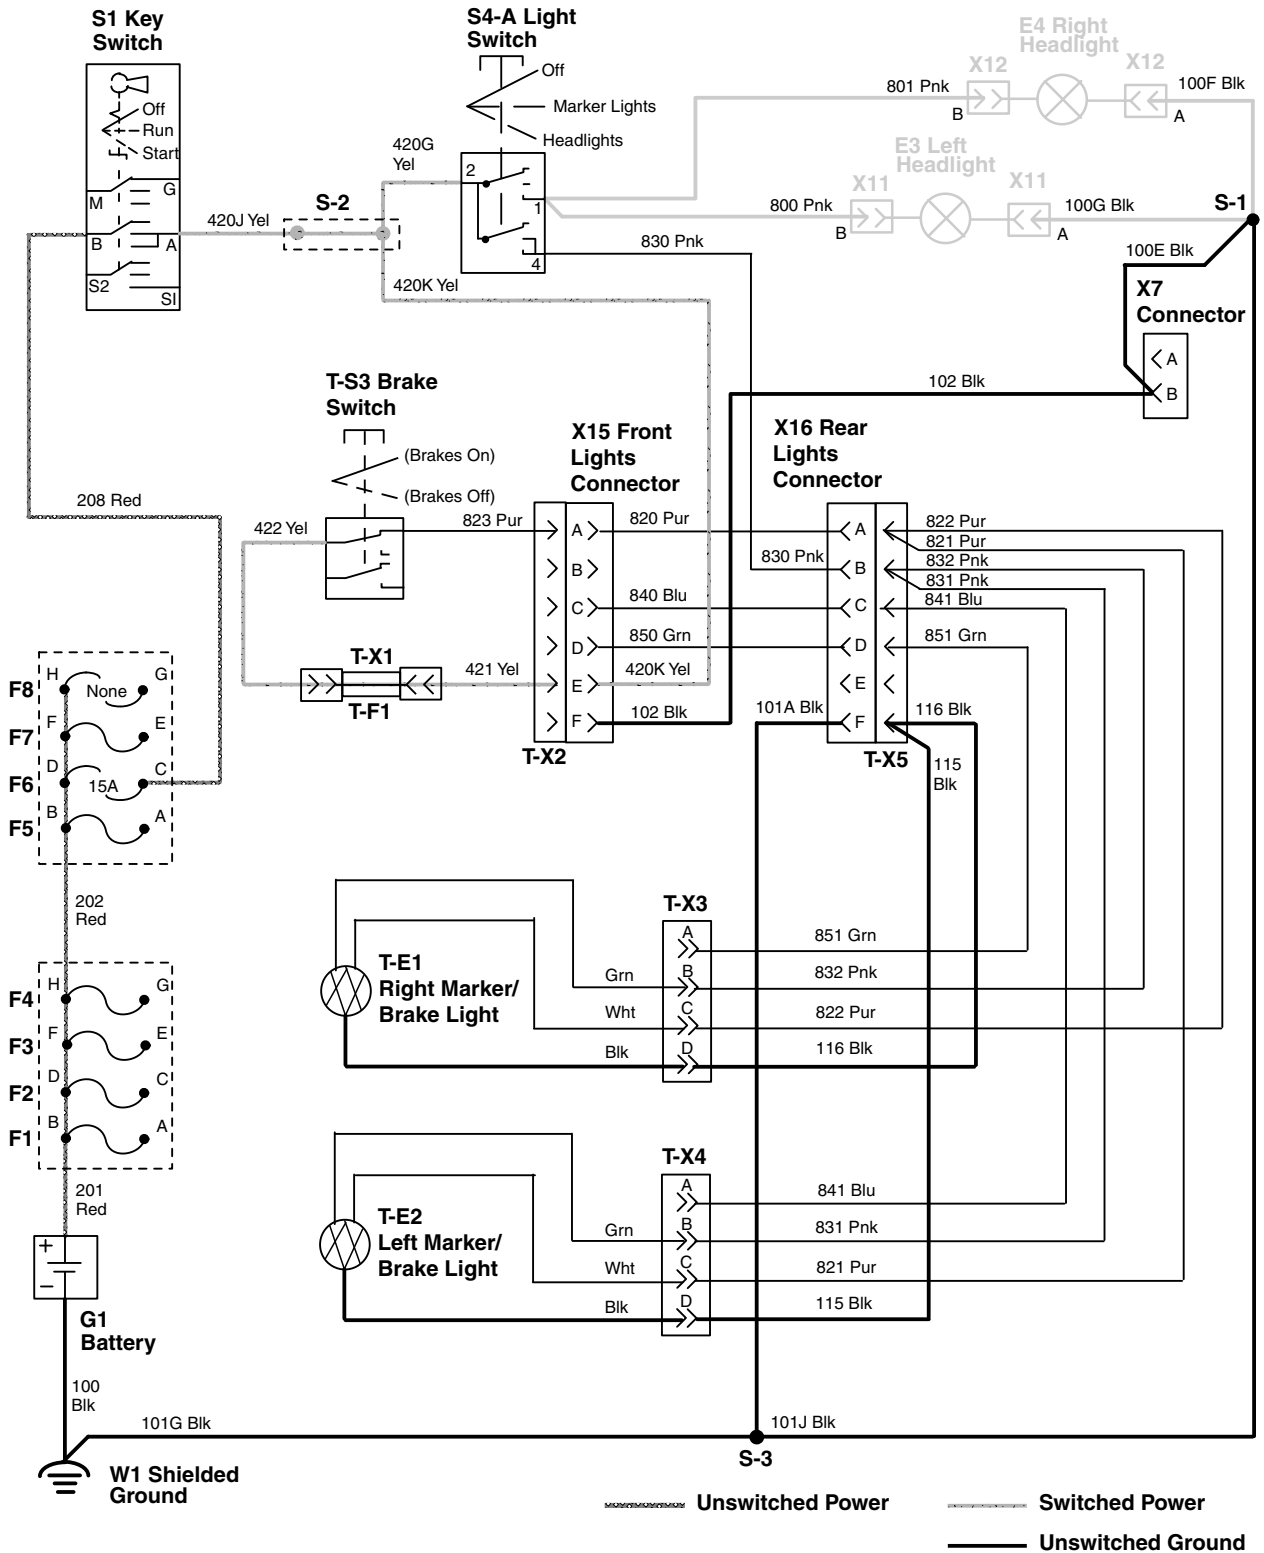 S1 Key
Switch
Off
Run
Start
M
G
B
A
S2
SI
420J Yel
S-2
420G
Yel
420K Yel
S4-A Light
Switch
Off
Marker Lights
Headlights
2
1
4
830 Pnk
801 Pnk
X12
B
E4 Right
Headlight
X12
100F Blk
A
E3 Left
Headlight
X11
800 Pnk
B
X11
100G Blk
A
S-1
100E Blk
X7
Connector
A
B
102 Blk
208 Red
T-S3 Brake
Switch
(Brakes On)
(Brakes Off)
422 Yel
823 Pur
T-X1
T-F1
421 Yel
X15 Front
Lights
Connector
A
B
C
D
E
F
T-X2
820 Pur
830 Pnk
840 Blu
850 Grn
420K Yel
102 Blk
101A Blk
X16 Rear
Lights
Connector
A
B
C
D
E
F
T-X5
822 Pur
821 Pur
832 Pnk
831 Pnk
841 Blu
851 Grn
116 Blk
115
Blk
F8
H
None
G
F7
F
E
F6
D
15A
C
F5
B
A
202
Red
F4
H
G
F3
F
E
F2
D
C
F1
B
A
201
Red
+
−
G1
Battery
100
Blk
101G Blk
W1 Shielded
Ground
T-E1
Right Marker/
Brake Light
Grn
Wht
Blk
T-X3
A
B
C
D
851 Grn
832 Pnk
822 Pur
116 Blk
T-E2
Left Marker/
Brake Light
Grn
Wht
Blk
T-X4
A
B
C
D
841 Blu
831 Pnk
821 Pur
115 Blk
101J Blk
S-3
Unswitched Power
Switched Power
Unswitched Ground